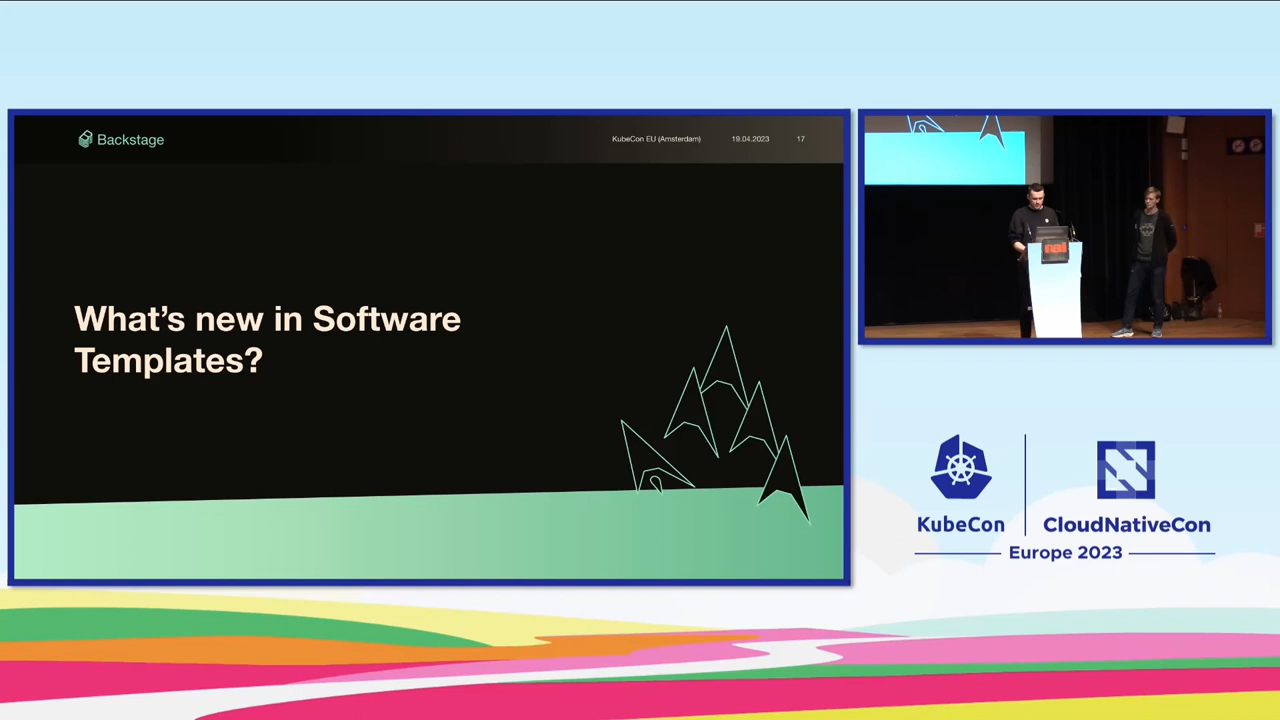 Backstage
KubeCon EU (Amsterdam) 19.04.2023 17
What's new in Software
Templates?
KubeCon
CloudNativeCon
Europe 2023